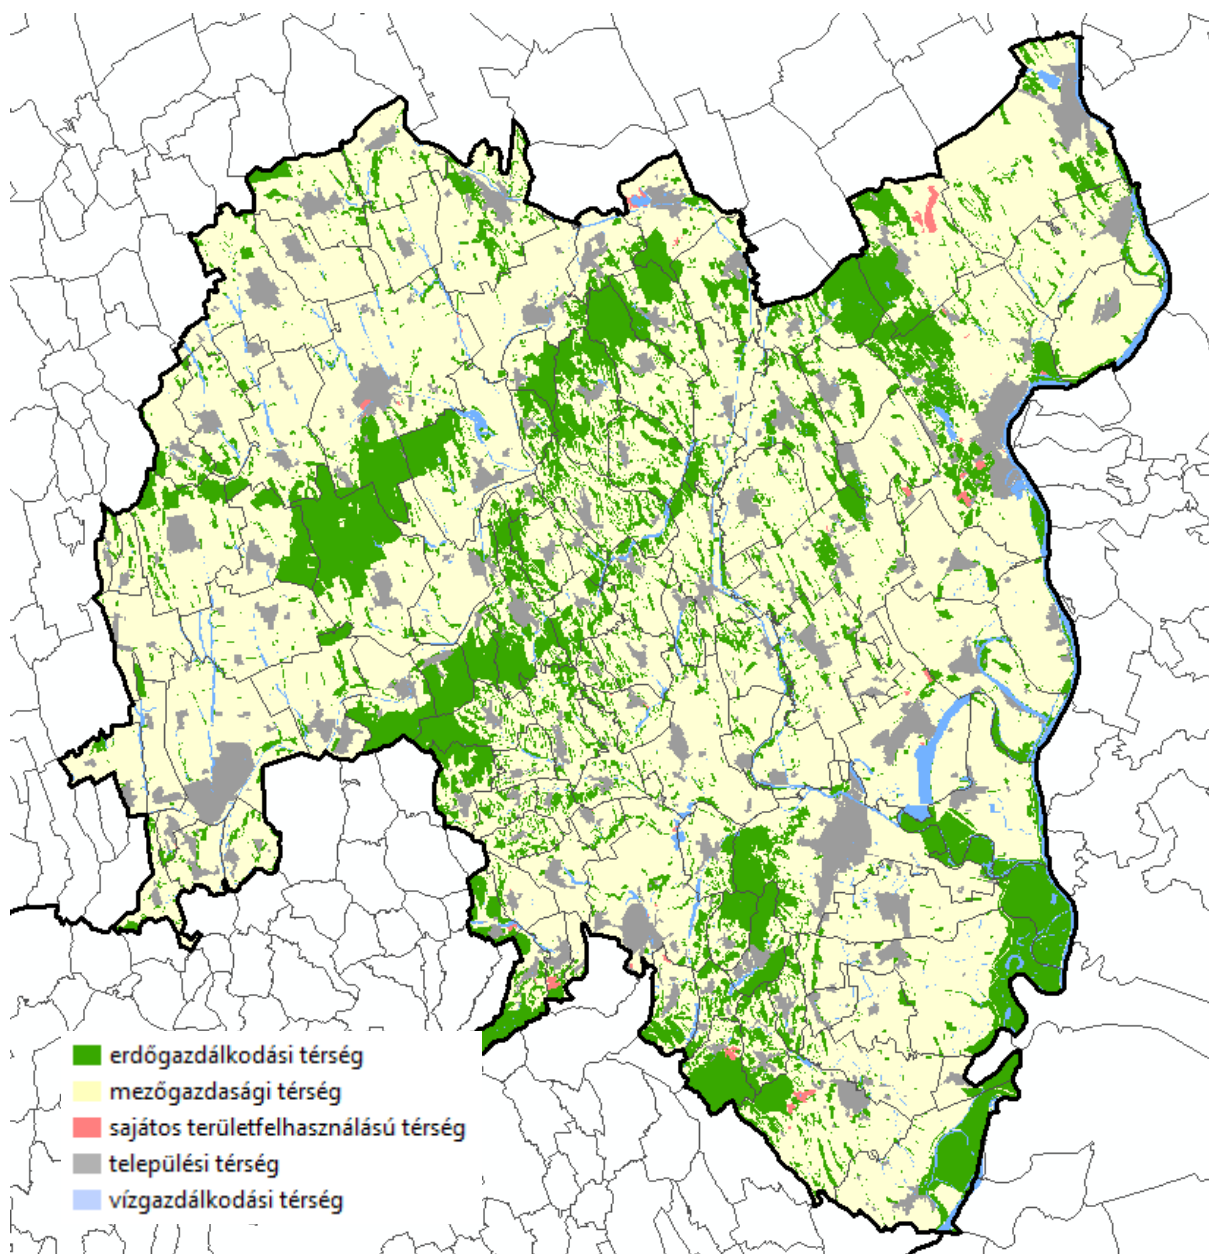 erdőgazdálkodási térség
mezőgazdasági térség
sajátos területfelhasználású térség
települési térség
vízgazdálkodási térség